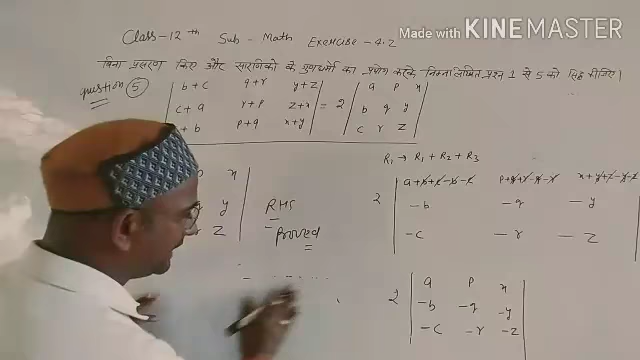 Made with KINEMASTER
Class-12th Sub - Math Exercise - 4.2
बिना प्रसरण किए और सारणिकों के गुणधर्मों का प्रयोग करके निम्नलिखित प्रश्न 1 से 5 को सिद्ध कीजिए।
question 5
| b+c q+r y+z | | a p x |
| c+a r+p z+x | = 2 | b q y |
+b p+q x+y | | c r z |
R1 → R1 + R2 + R3
x | 2 | a+b+c-b-c p+q+r-q-r x+y+z-y-z |
y | RHS | -b -q -y |
r z | Proved | -c -r -z |
2 | a p x |
| -b -q -y |
| -c -r -z |